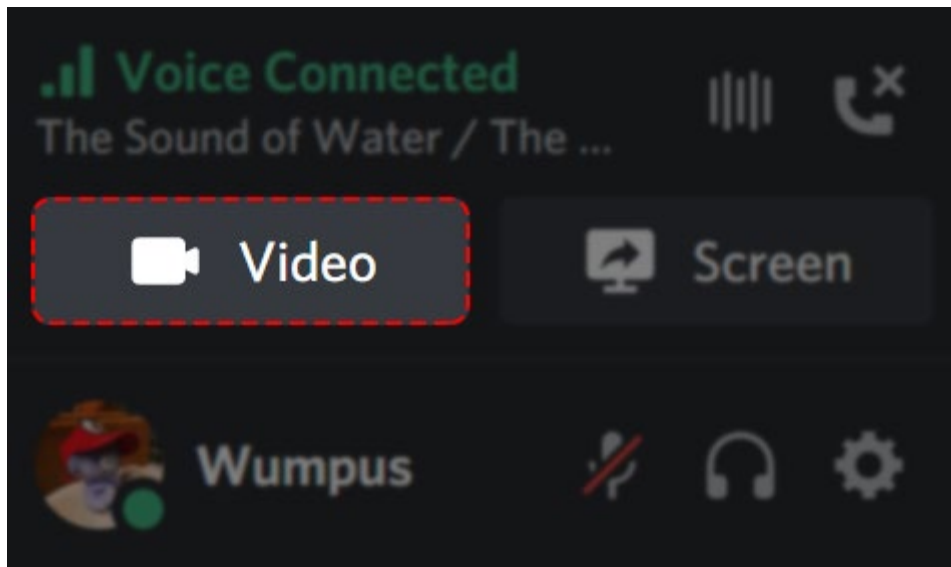 Voice Connected
The Sound of Water / The ...
Video
Screen
Wumpus